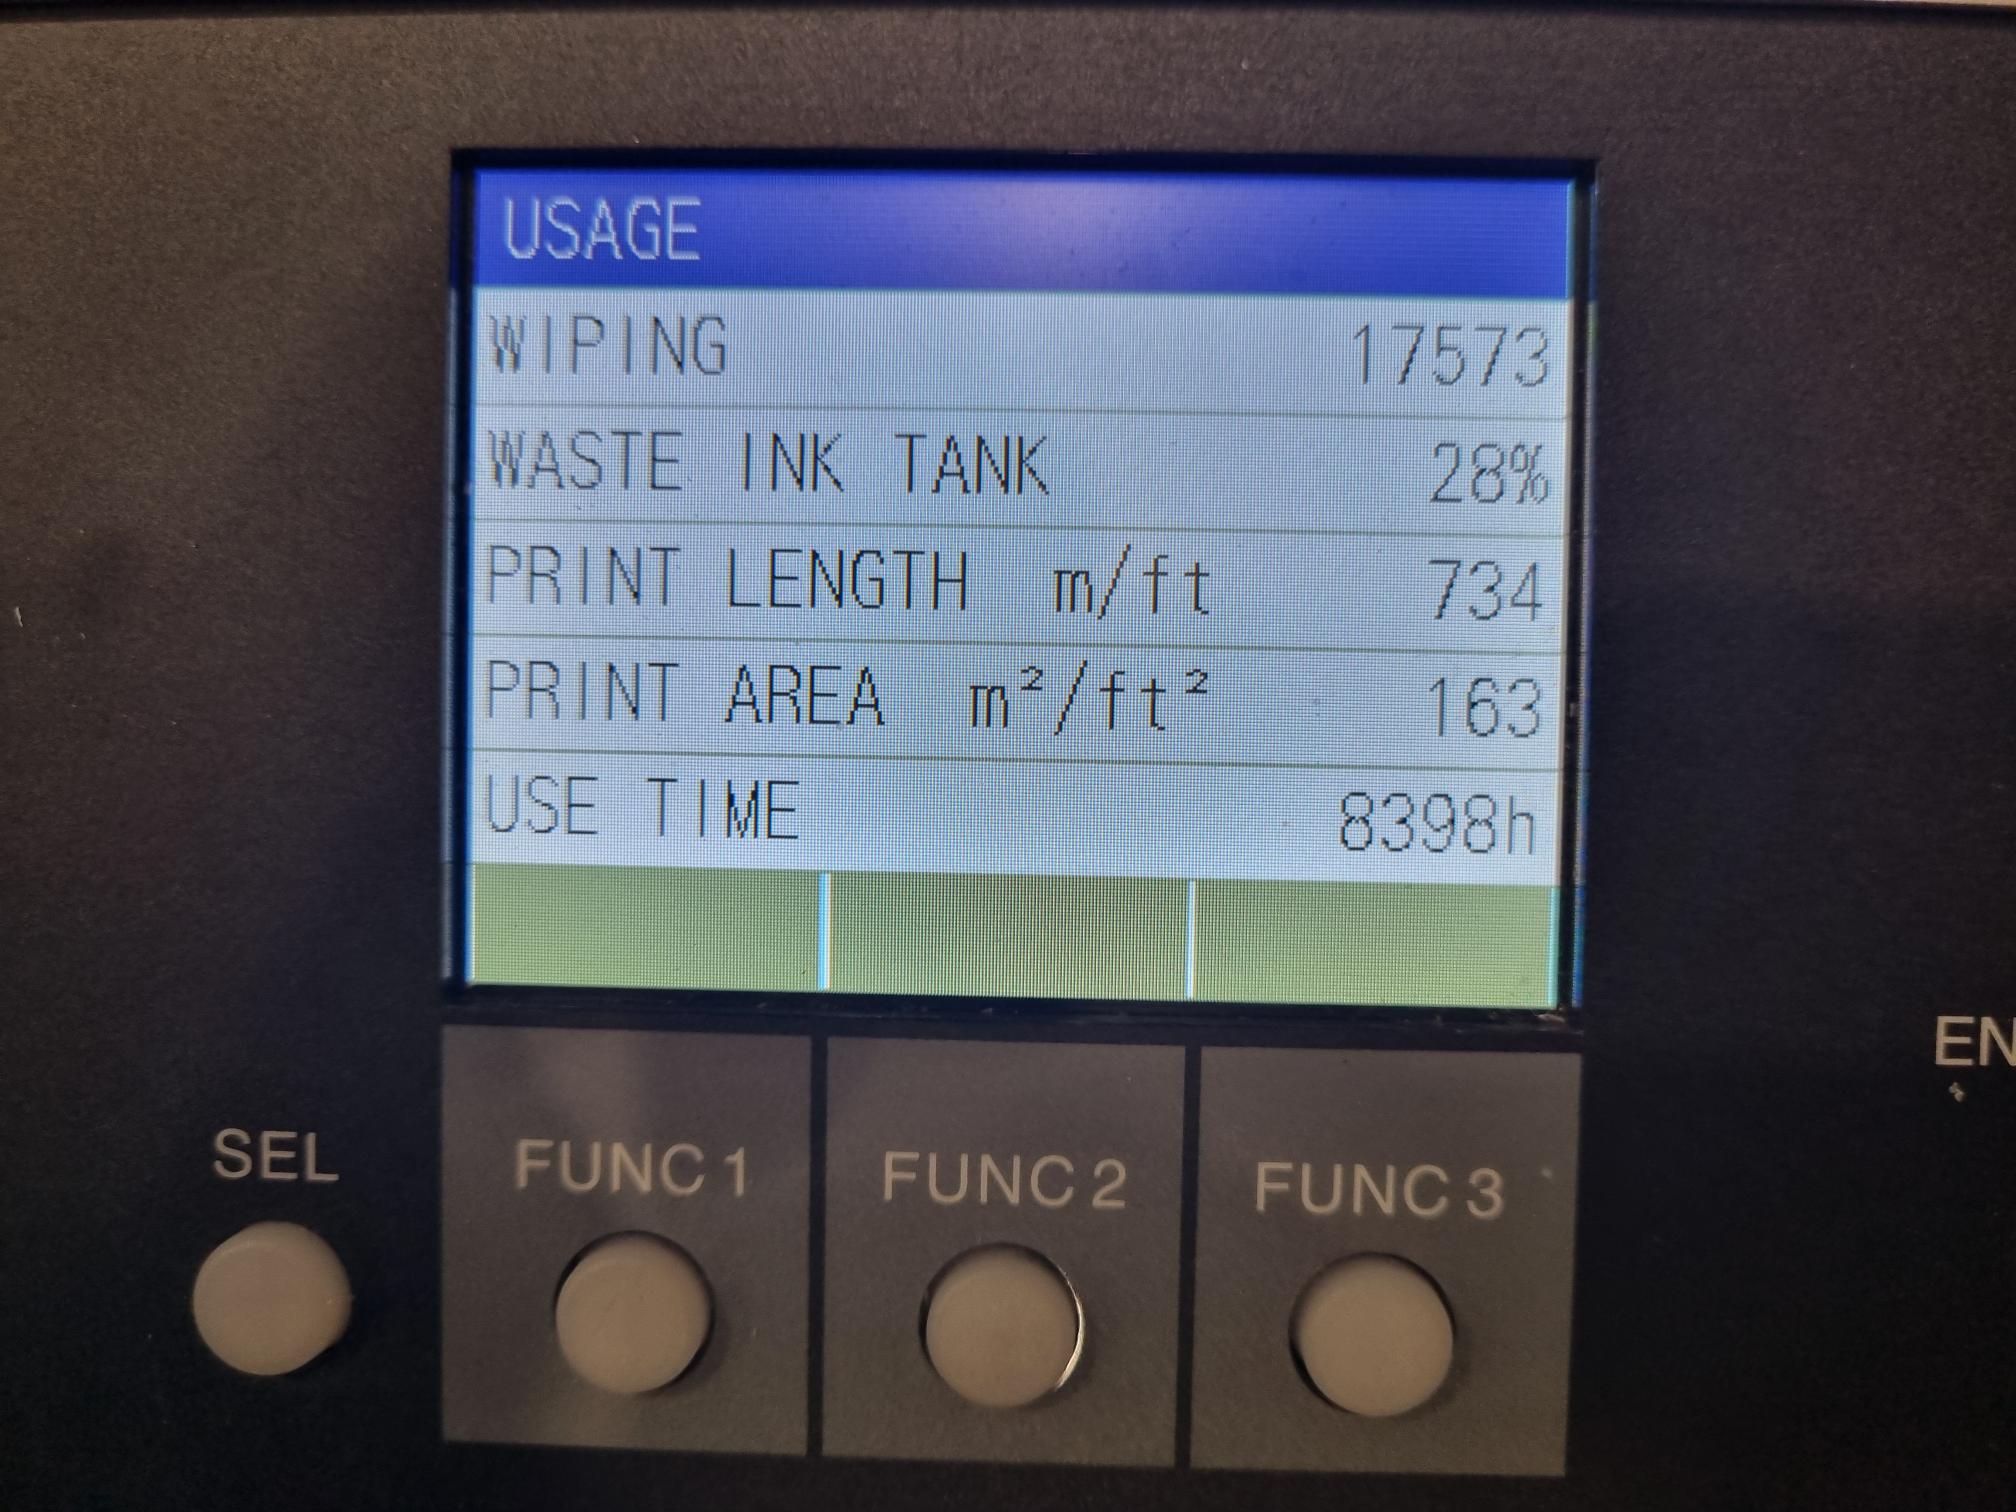 USAGE
WIPING 17573
WASTE INK TANK 28%
PRINT LENGTH m/ft 734
PRINT AREA m²/ft² 163
USE TIME 8398h
SEL FUNC1 FUNC2 FUNC3